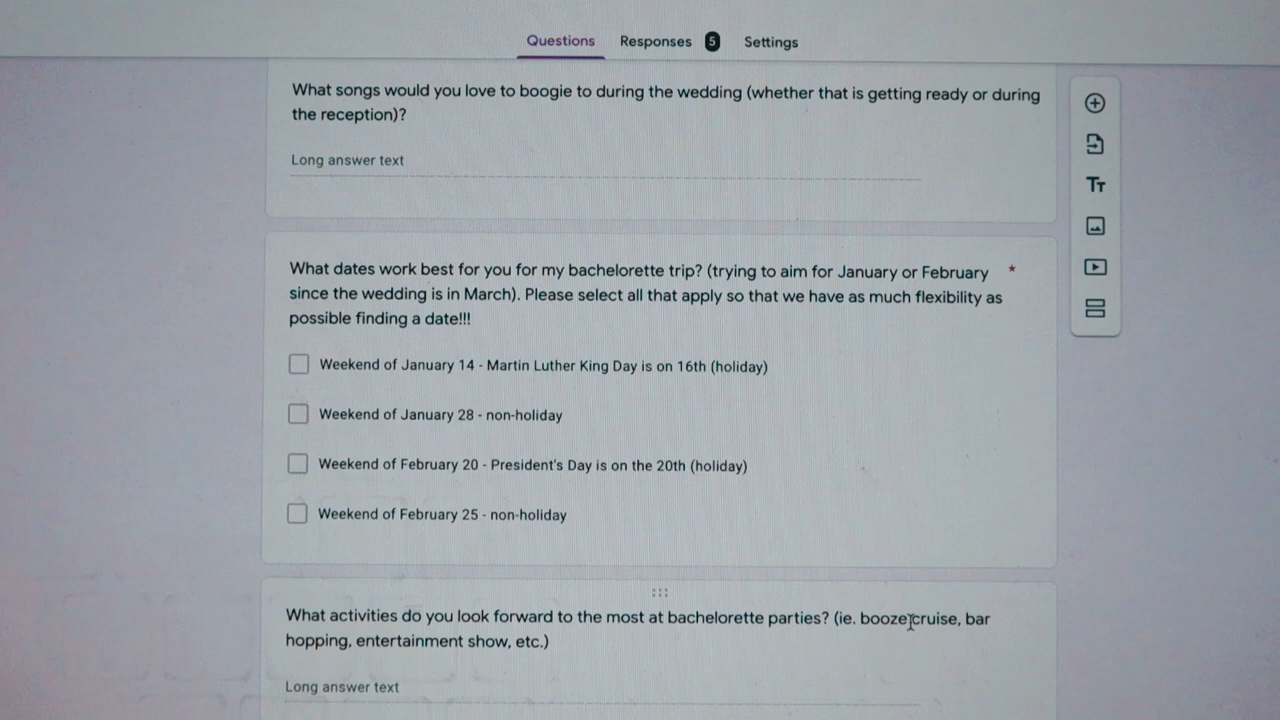 Questions Responses 5 Settings
What songs would you love to boogie to during the wedding (whether that is getting ready or during
the reception)?
Long answer text
What dates work best for you for my bachelorette trip? (trying to aim for January or February *
since the wedding is in March). Please select all that apply so that we have as much flexibility as
possible finding a date!!!
Weekend of January 14 - Martin Luther King Day is on 16th (holiday)
Weekend of January 28 - non-holiday
Weekend of February 20 - President's Day is on the 20th (holiday)
Weekend of February 25 - non-holiday
What activities do you look forward to the most at bachelorette parties? (ie. booze cruise, bar
hopping, entertainment show, etc.)
Long answer text